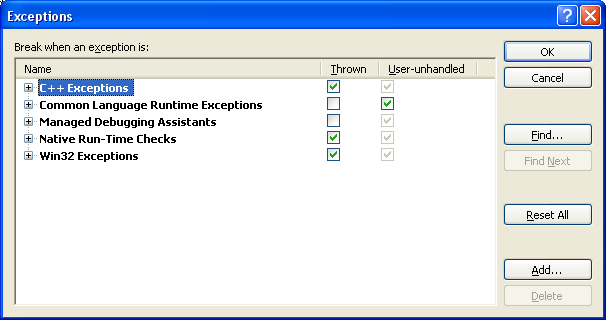 Exceptions
Break when an exception is:
Name Thrown User-unhandled
C++ Exceptions
Common Language Runtime Exceptions
Managed Debugging Assistants
Native Run-Time Checks
Win32 Exceptions
OK
Cancel
Find...
Find Next
Reset All
Add...
Delete